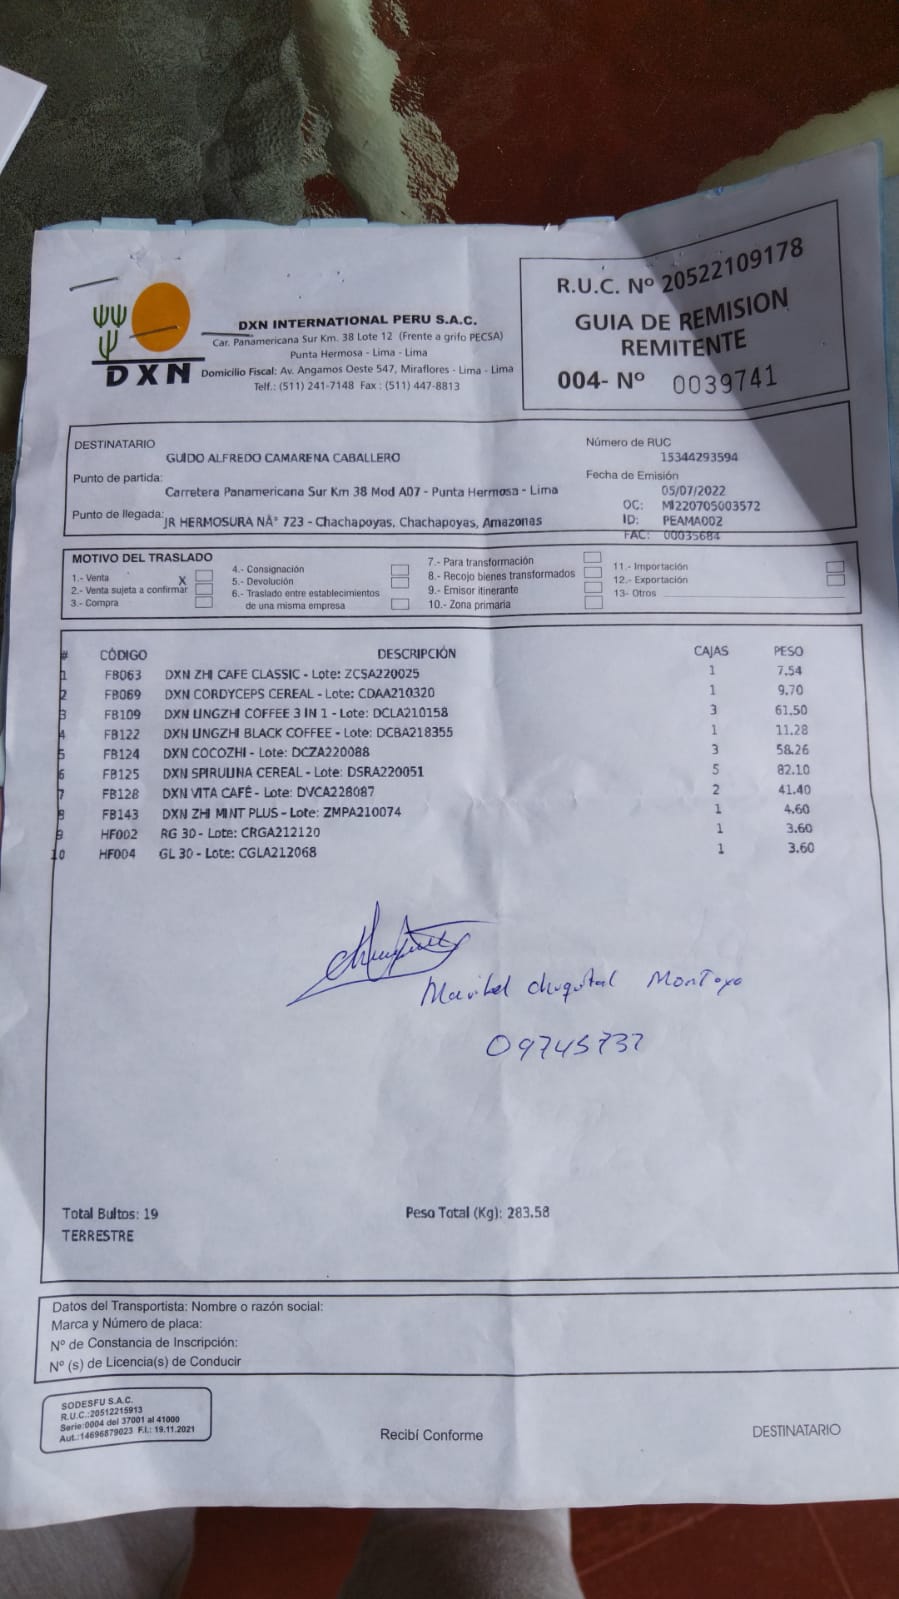 DXN
DXN INTERNATIONAL PERU S.A.C.
Car. Panamericana Sur Km. 38 Lote 12 (Frente a grifo PECSA)
Punta Hermosa - Lima - Lima
Domicilio Fiscal: Av. Angamos Oeste 547, Miraflores - Lima - Lima
Telf.: (511) 241-7148 Fax : (511) 447-8813
R.U.C. Nº 20522109178
GUIA DE REMISION
REMITENTE
004- Nº 0039741
DESTINATARIO
GUIDO ALFREDO CAMARENA CABALLERO
Punto de partida:
Carretera Panamericana Sur Km 38 Mod A07 - Punta Hermosa - Lima
Punto de llegada: JR HERMOSURA NÂ° 723 - Chachapoyas, Chachapoyas, Amazonas
Número de RUC
15344293594
Fecha de Emisión
05/07/2022
OC: MI220705003572
ID: PEAMA002
FAC: 00035684
MOTIVO DEL TRASLADO
1.- Venta X
2.- Venta sujeta a confirmar
3.- Compra
4.- Consignación
5.- Devolución
6.- Traslado entre establecimientos
de una misma empresa
7.- Para transformación
8.- Recojo bienes transformados
9.- Emisor itinerante
10.- Zona primaria
11.- Importación
12.- Exportación
13- Otros
# CÓDIGO DESCRIPCIÓN CAJAS PESO
1 FB063 DXN ZHI CAFE CLASSIC - Lote: ZCSA220025 1 7.54
2 FB069 DXN CORDYCEPS CEREAL - Lote: CDAA210320 1 9.70
3 FB109 DXN LINGZHI COFFEE 3 IN 1 - Lote: DCLA210158 3 61.50
4 FB122 DXN LINGZHI BLACK COFFEE - Lote: DCBA218355 1 11.28
5 FB124 DXN COCOZHI - Lote: DCZA220088 3 58.26
6 FB125 DXN SPIRULINA CEREAL - Lote: DSRA220051 5 82.10
7 FB128 DXN VITA CAFÉ - Lote: DVCA228087 2 41.40
8 FB143 DXN ZHI MINT PLUS - Lote: ZMPA210074 1 4.60
9 HF002 RG 30 - Lote: CRGA212120 1 3.60
10 HF004 GL 30 - Lote: CGLA212068 1 3.60
Maribel Montoya
09745737
Total Bultos: 19 Peso Total (Kg): 283.58
TERRESTRE
Datos del Transportista: Nombre o razón social:
Marca y Número de placa:
Nº de Constancia de Inscripción:
Nº (s) de Licencia(s) de Conducir
SODESFU S.A.C.
R.U.C.:20512215913
Serie:0004 del 37001 al 41000
Aut.:14696879023 F.I.: 19.11.2021
Recibí Conforme
DESTINATARIO